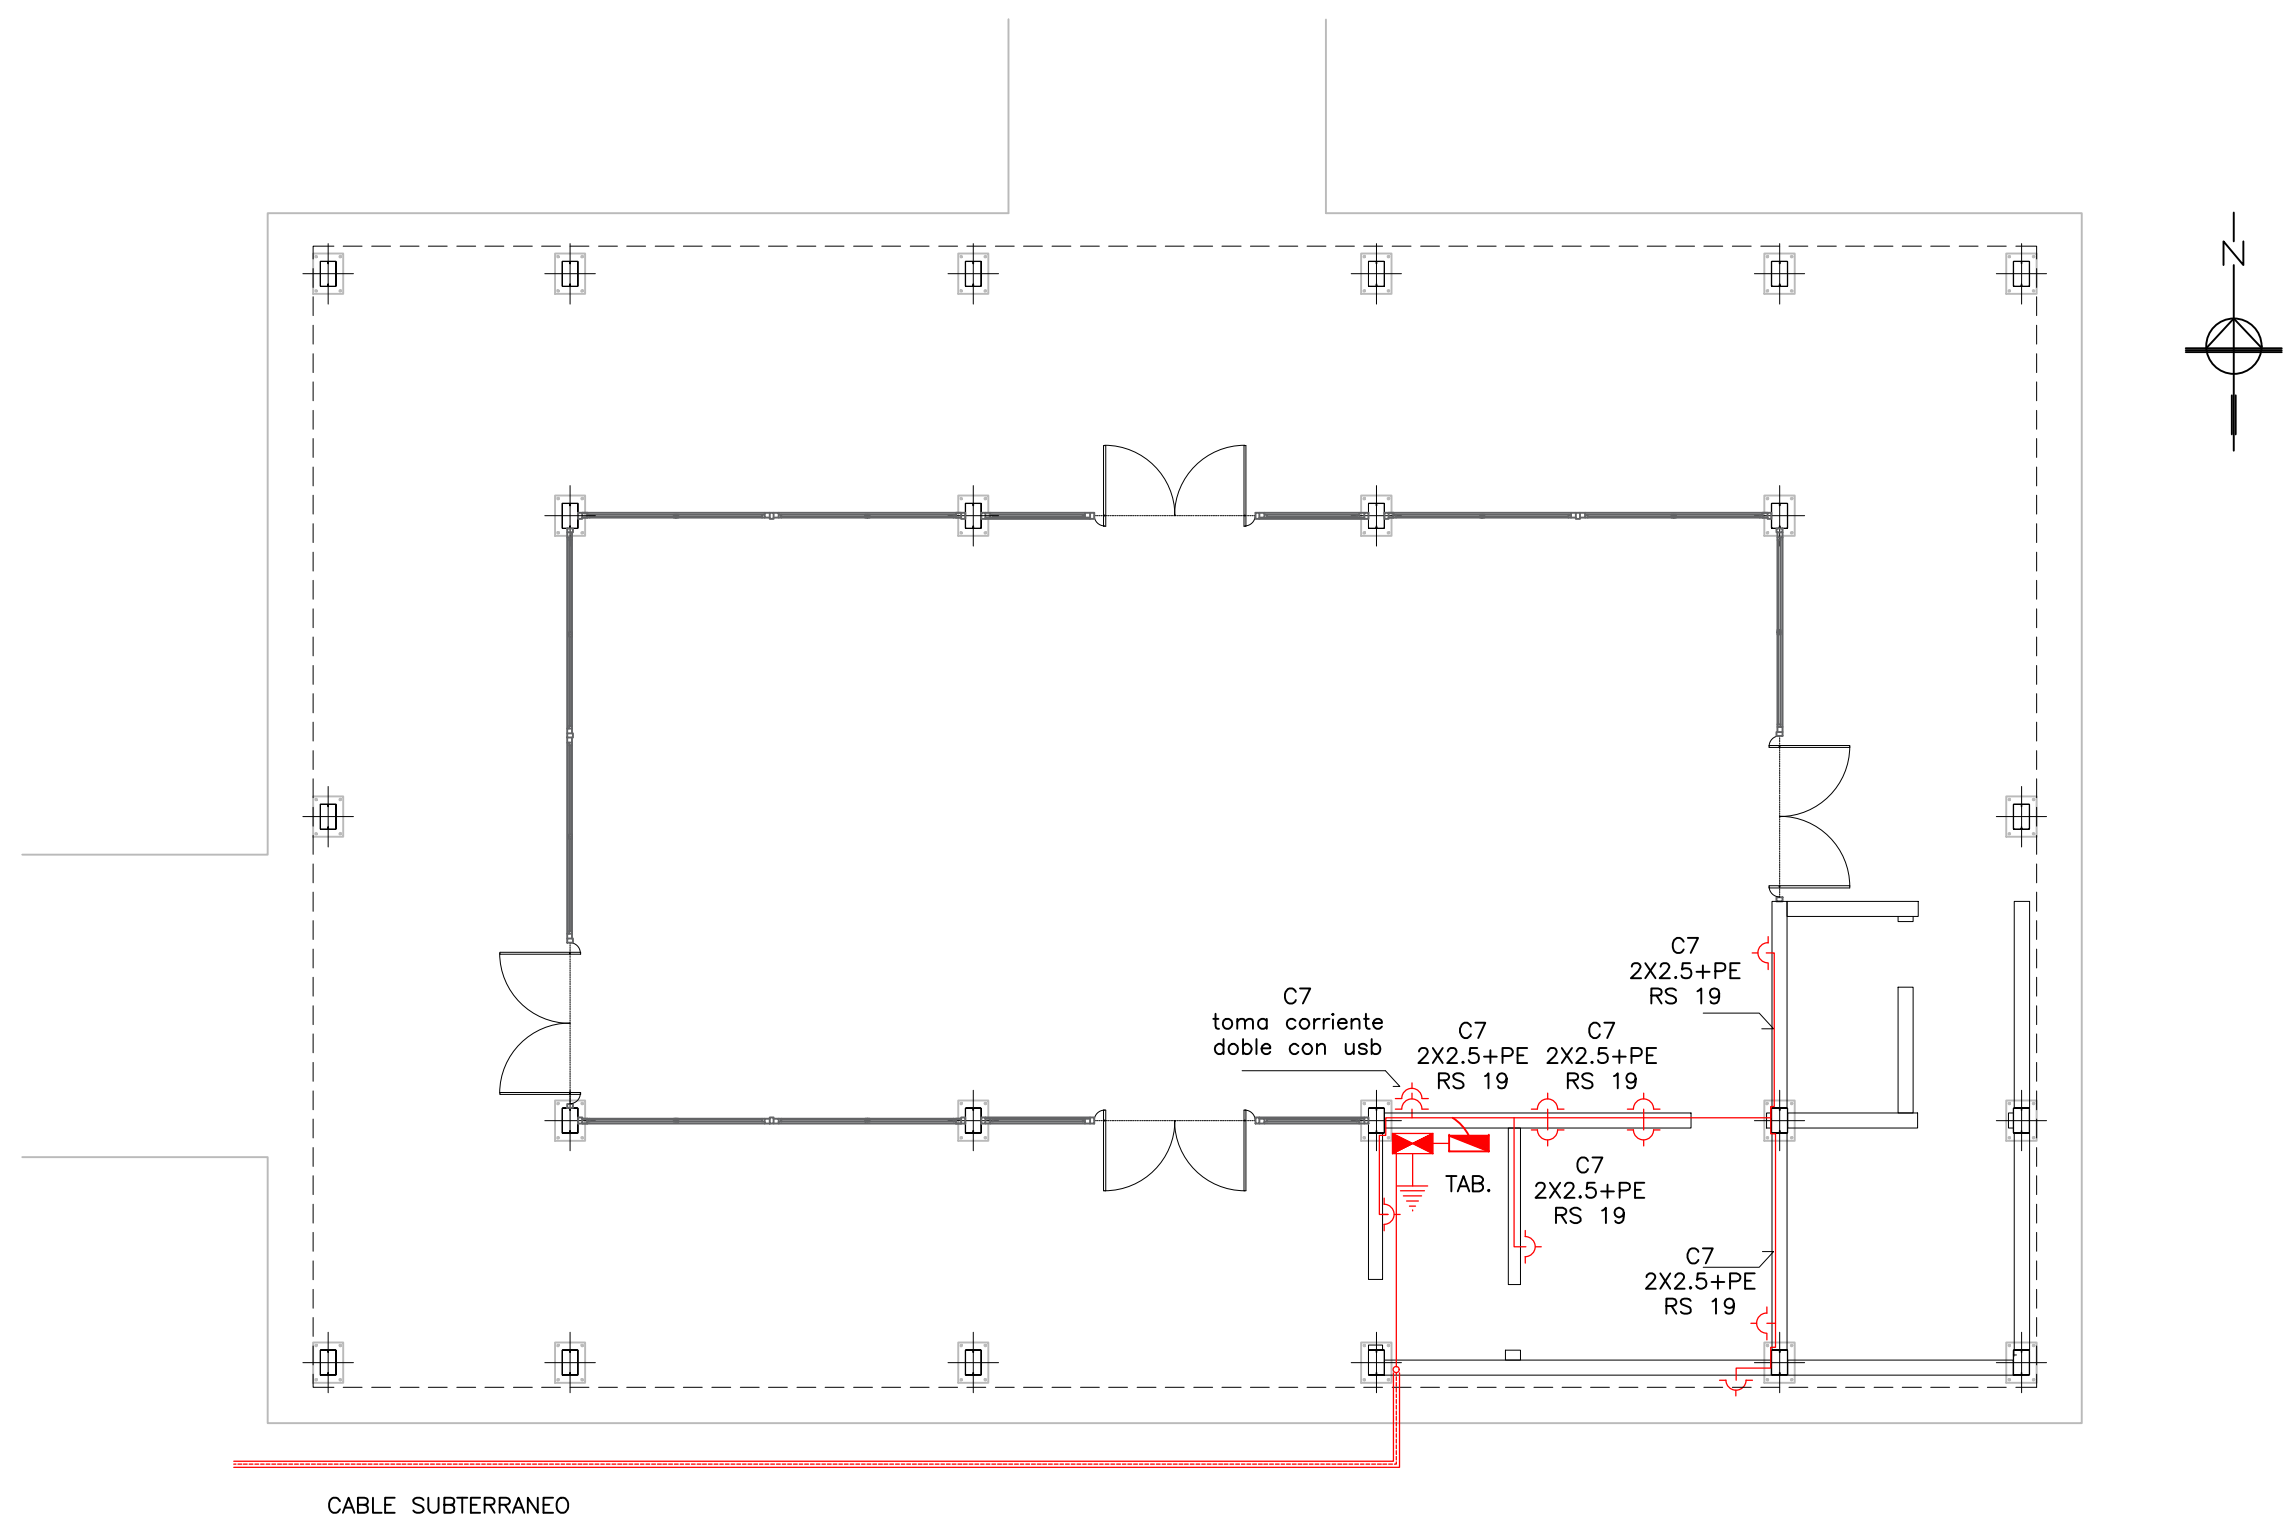 N
C7
2X2.5+PE
RS 19
C7
toma corriente
doble con usb
C7
2X2.5+PE
RS 19
C7
2X2.5+PE
RS 19
TAB.
C7
2X2.5+PE
RS 19
C7
2X2.5+PE
RS 19
CABLE SUBTERRANEO